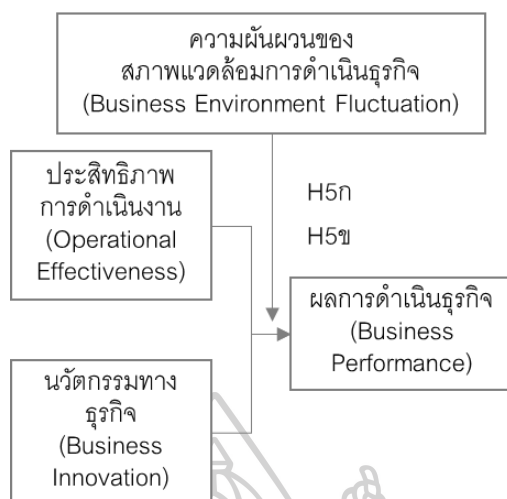 ความผันผวนของ
สภาพแวดล้อมการดำเนินธุรกิจ
(Business Environment Fluctuation)
ประสิทธิภาพ
การดำเนินงาน
(Operational
Effectiveness)
H5ก
H5ข
ผลการดำเนินธุรกิจ
(Business
Performance)
นวัตกรรมทาง
ธุรกิจ
(Business
Innovation)